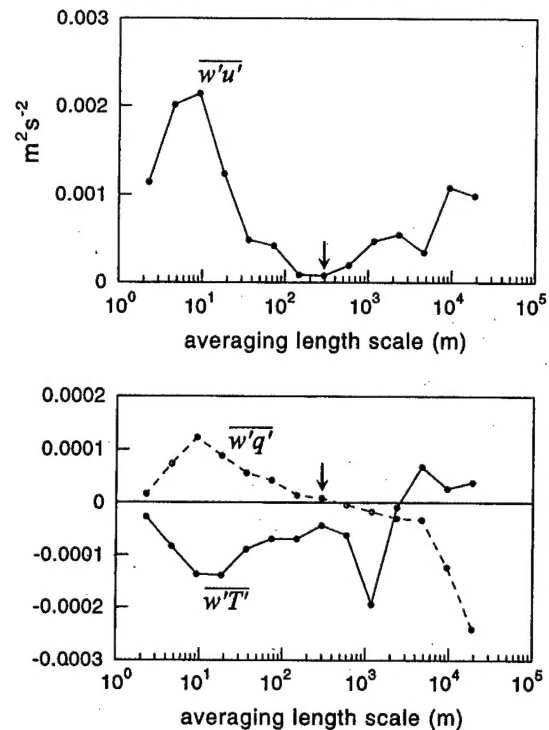 0.003
0.002
0.001
0
m²s⁻²
w'u'
10⁰ 10¹ 10² 10³ 10⁴ 10⁵
averaging length scale (m)
0.0002
0.0001
0
-0.0001
-0.0002
-0.0003
w'q'
w'T'
10⁰ 10¹ 10² 10³ 10⁴ 10⁵
averaging length scale (m)